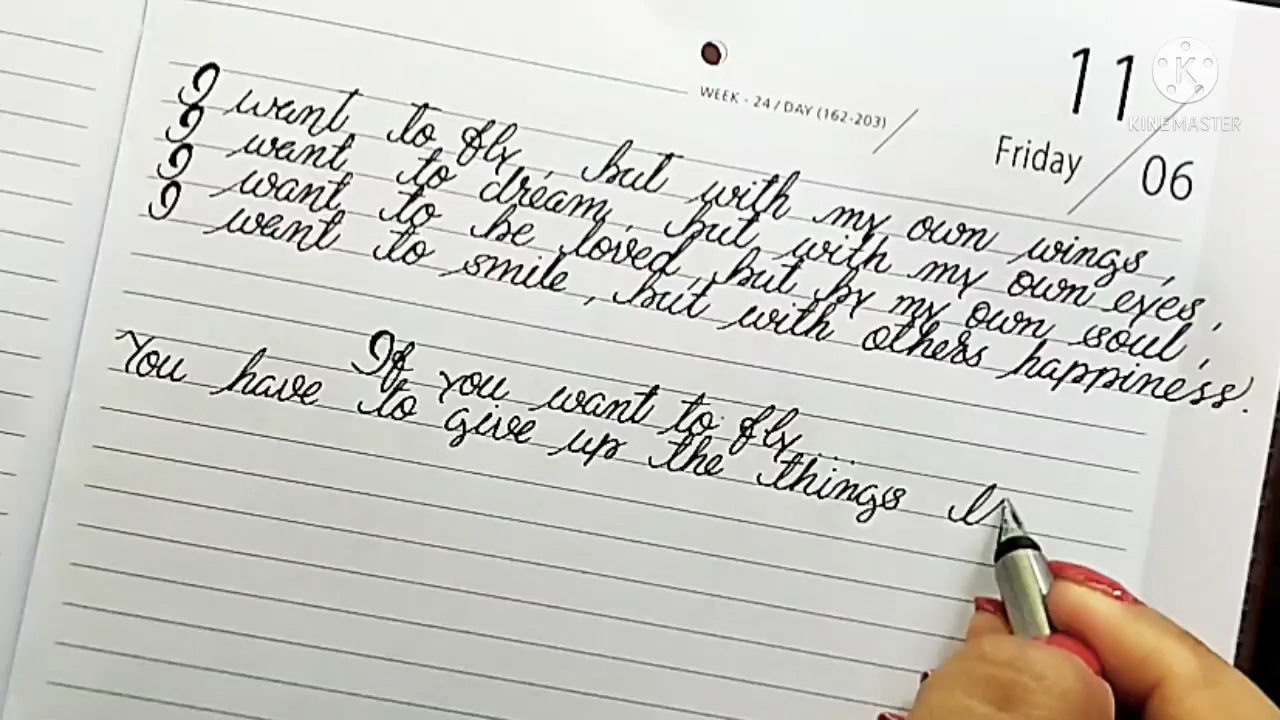 WEEK - 24 / DAY (162-203)
11
Friday
06
KINEMASTER
I want to fly, but with my own wings,
I want to dream, but with my own eyes,
I want to be loved, but by my own soul,
I want to smile, but with others happiness.
If you want to fly....
You have to give up the things